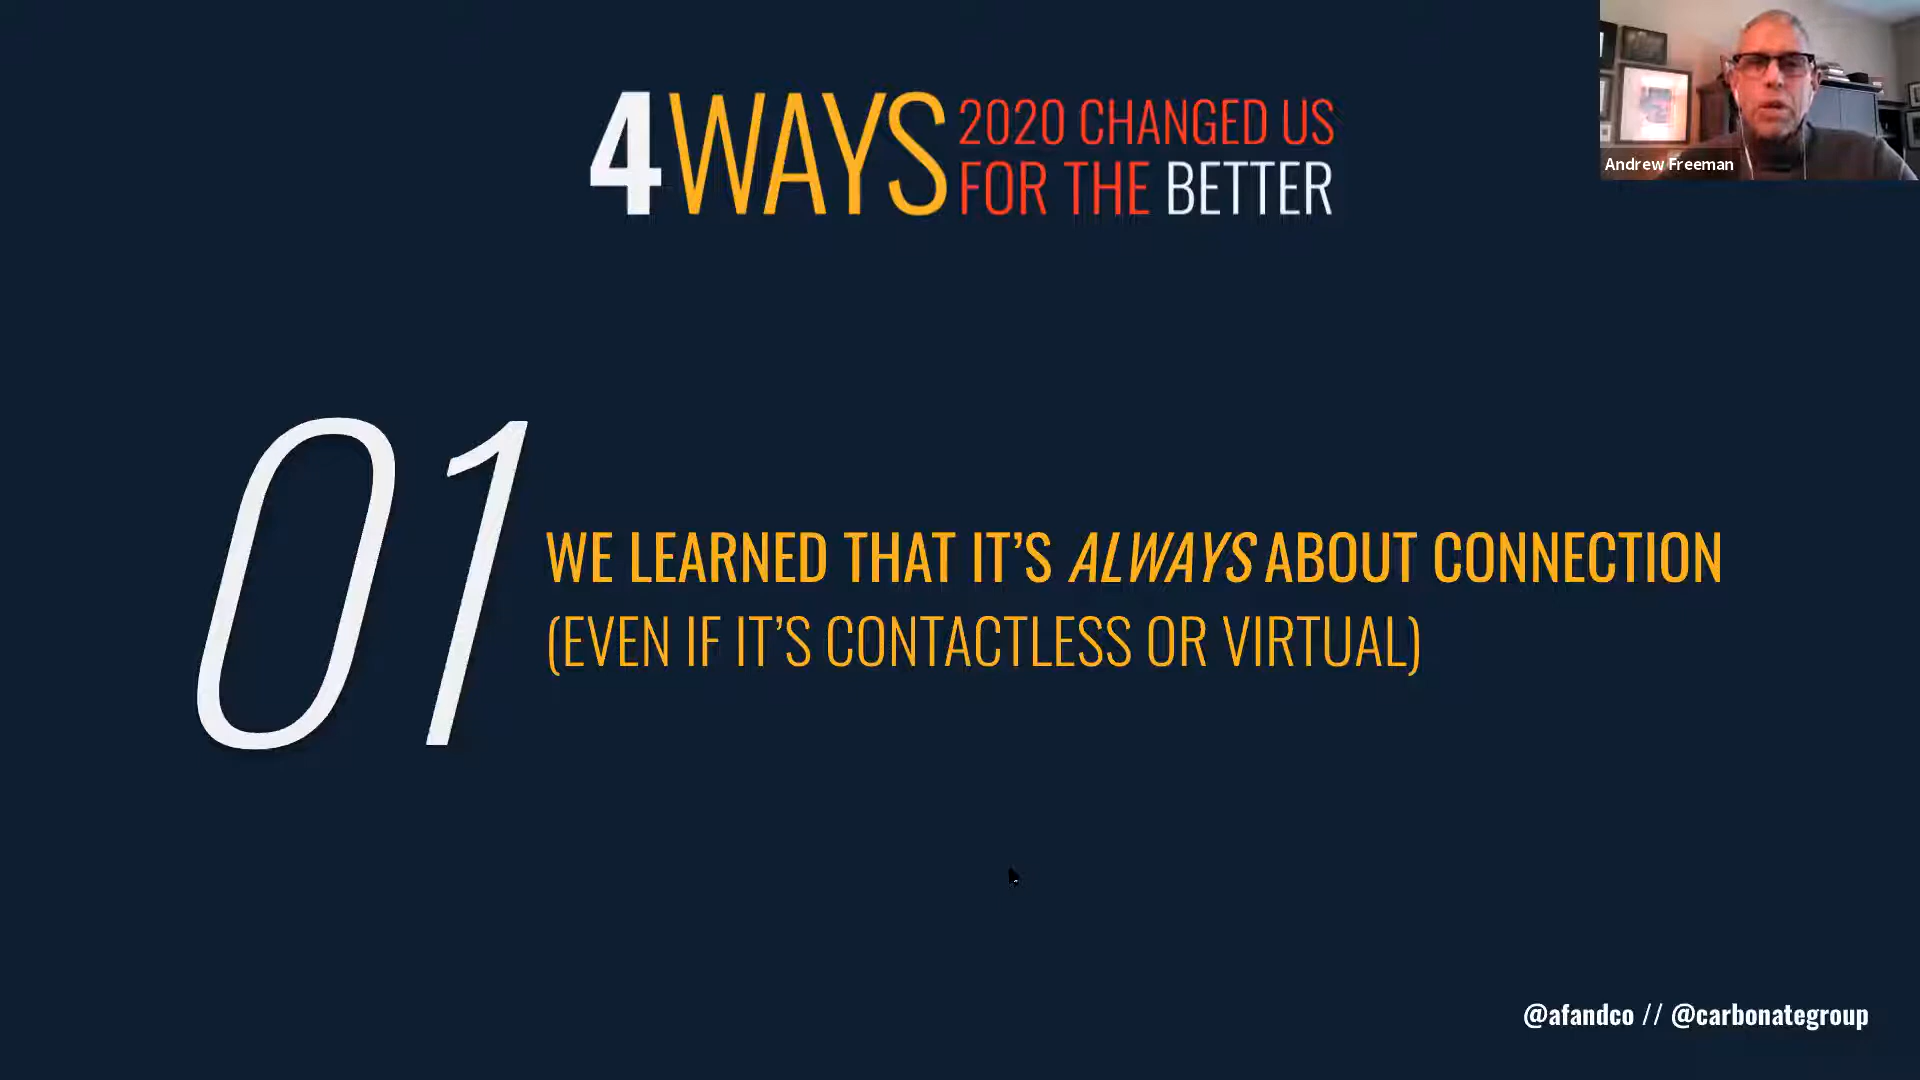 4 WAYS 2020 CHANGED US
FOR THE BETTER
Andrew Freeman
01
WE LEARNED THAT IT’S ALWAYS ABOUT CONNECTION
(EVEN IF IT’S CONTACTLESS OR VIRTUAL)
@afandco // @carbonategroup